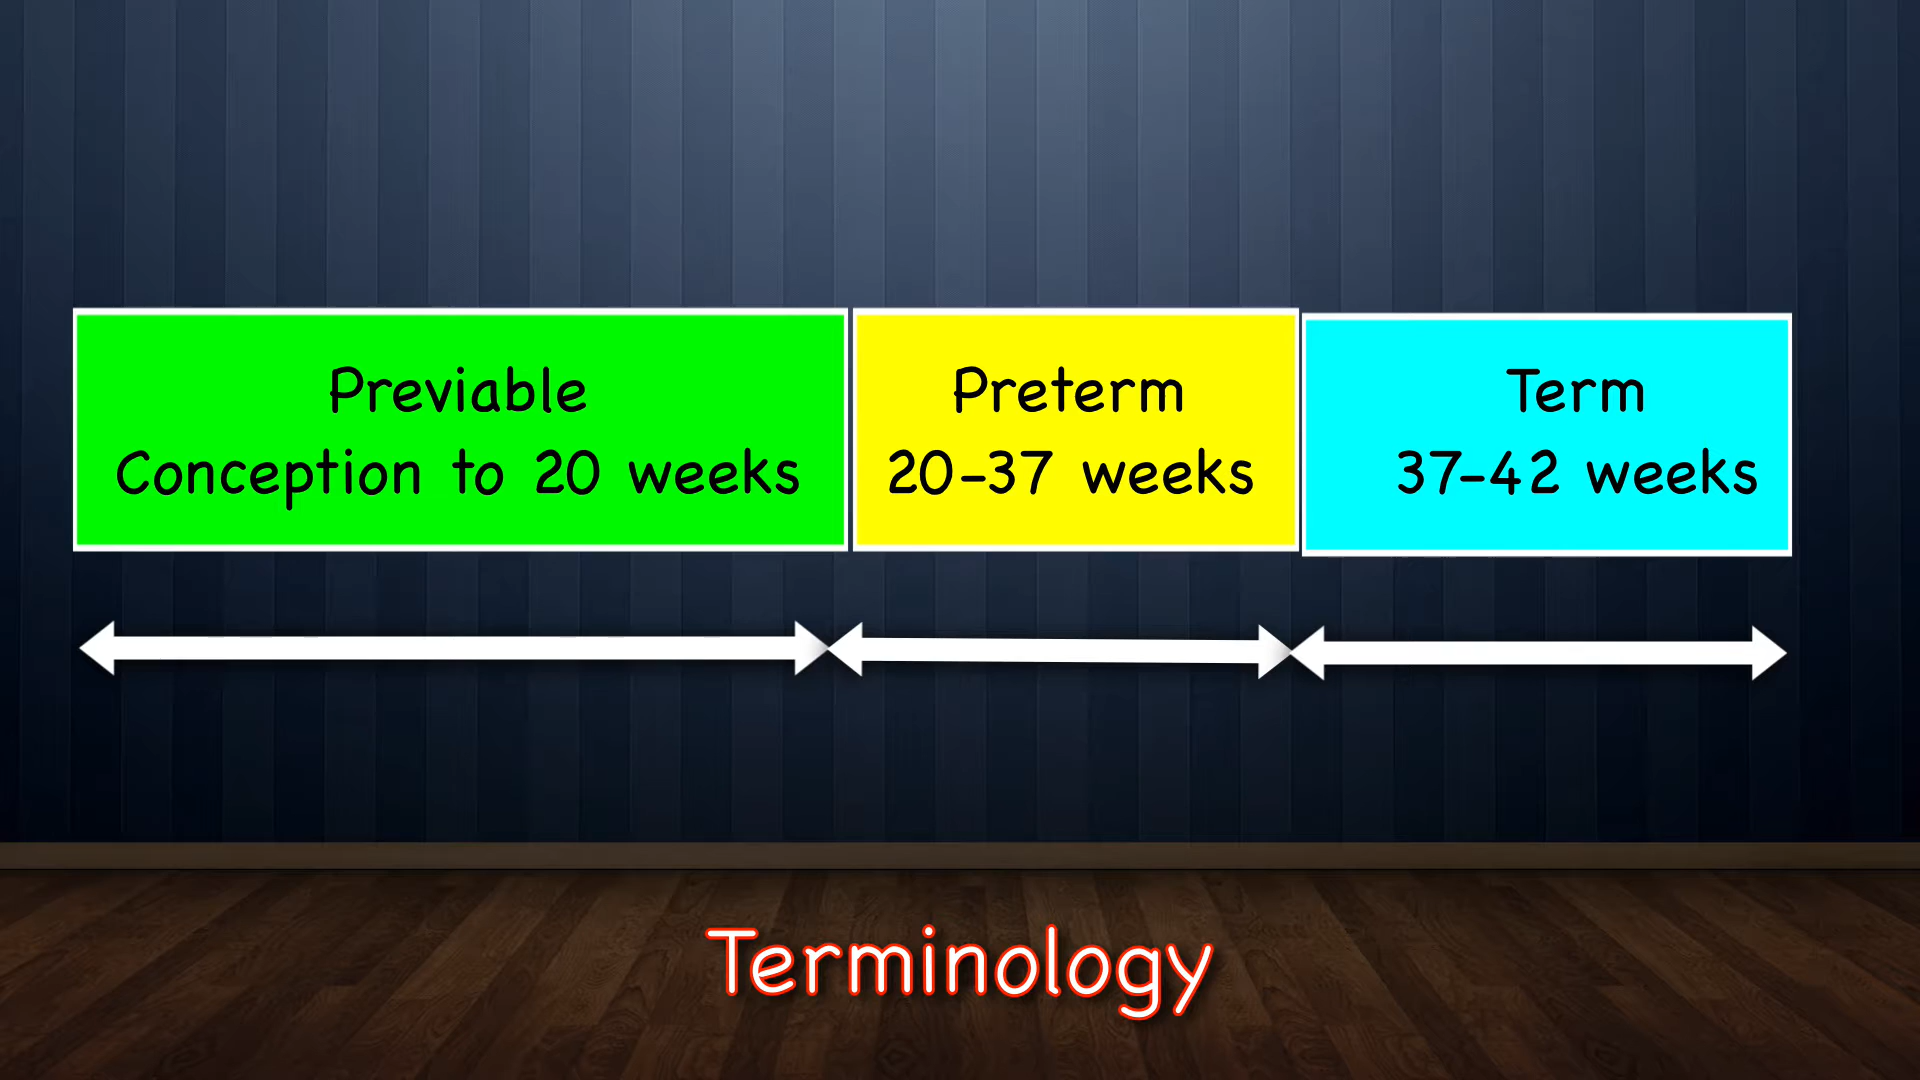 Previable
Conception to 20 weeks
Preterm
20-37 weeks
Term
37-42 weeks
Terminology